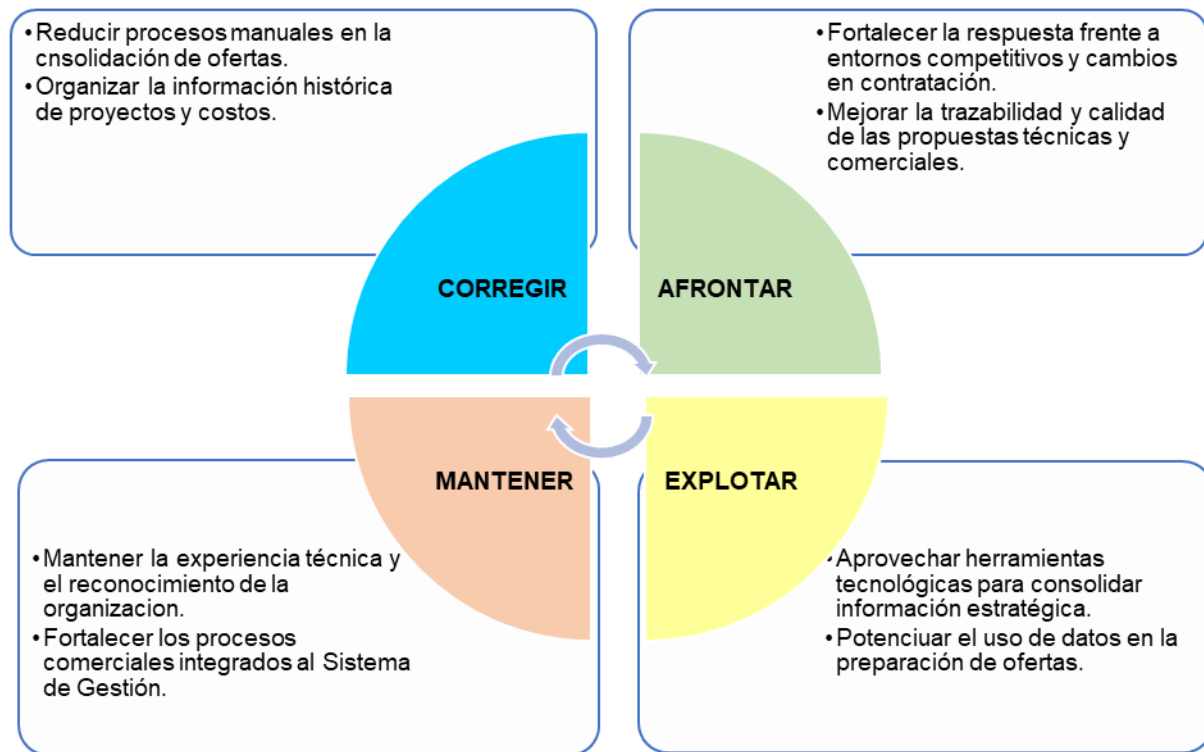 • Reducir procesos manuales en la
cnsolidación de ofertas.
• Organizar la información histórica
de proyectos y costos.
• Fortalecer la respuesta frente a
entornos competitivos y cambios
en contratación.
• Mejorar la trazabilidad y calidad
de las propuestas técnicas y
comerciales.
CORREGIR
AFRONTAR
MANTENER
EXPLOTAR
• Mantener la experiencia técnica y
el reconocimiento de la
organizacion.
• Fortalecer los procesos
comerciales integrados al Sistema
de Gestión.
• Aprovechar herramientas
tecnológicas para consolidar
información estratégica.
• Potenciuar el uso de datos en la
preparación de ofertas.